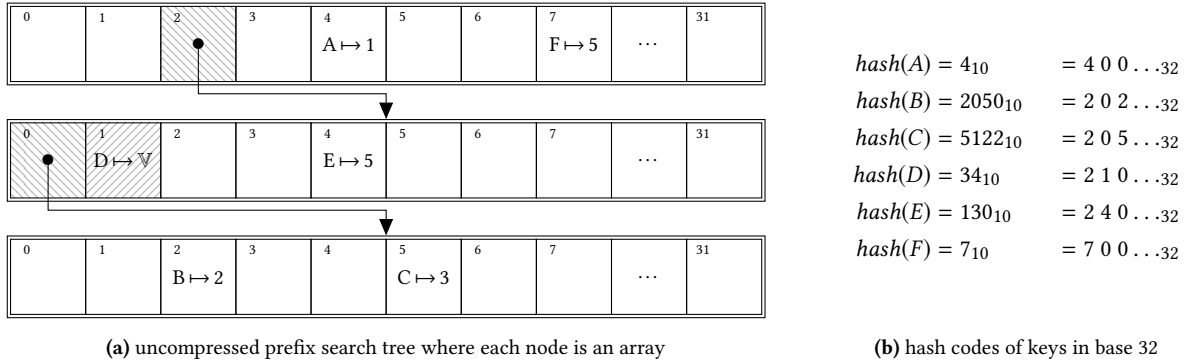 0 1 2 3 4 5 6 7 31
A ↦ 1 F ↦ 5 ⋯
0 1 2 3 4 5 6 7 31
D ↦ 𝕍 E ↦ 5 ⋯
0 1 2 3 4 5 6 7 31
B ↦ 2 C ↦ 3 ⋯
(a) uncompressed prefix search tree where each node is an array
hash(A) = 4₁₀ = 4 0 0 …₃₂
hash(B) = 2050₁₀ = 2 0 2 …₃₂
hash(C) = 5122₁₀ = 2 0 5 …₃₂
hash(D) = 34₁₀ = 2 1 0 …₃₂
hash(E) = 130₁₀ = 2 4 0 …₃₂
hash(F) = 7₁₀ = 7 0 0 …₃₂
(b) hash codes of keys in base 32